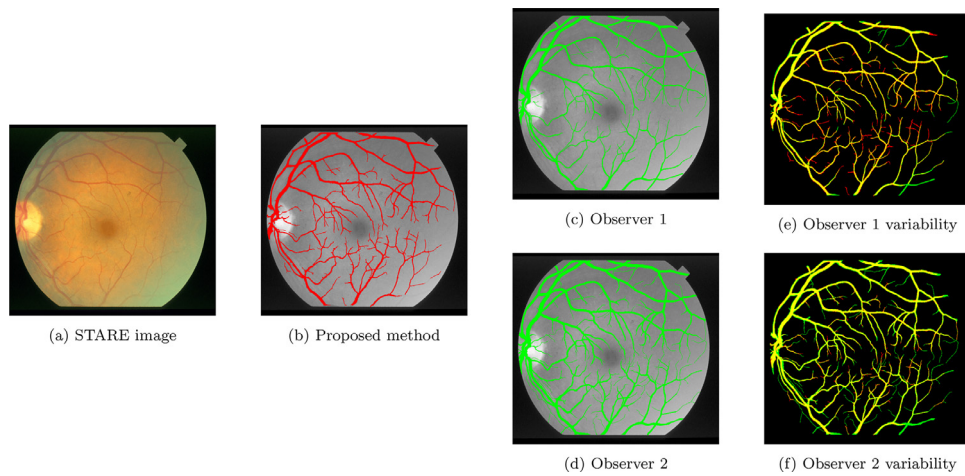 (a) STARE image
(b) Proposed method
(c) Observer 1
(d) Observer 2
(e) Observer 1 variability
(f) Observer 2 variability